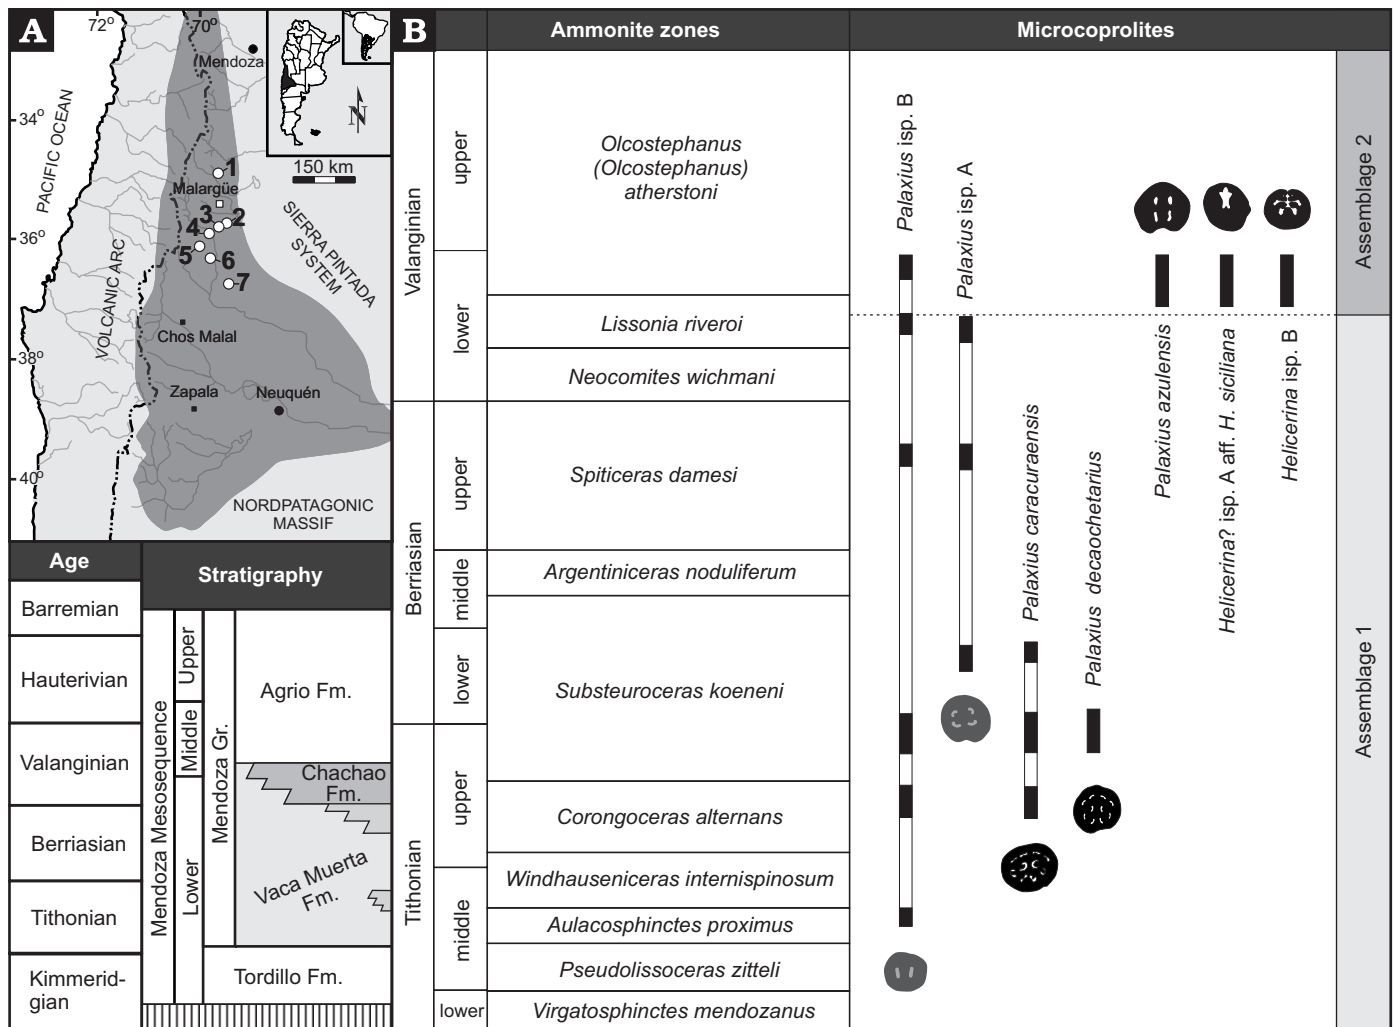 A
72°
70°
Mendoza
34°
36°
38°
40°
PACIFIC OCEAN
VOLCANIC ARC
150 km
N
1
Malargüe
3
2
4
5
6
7
SIERRA PINTADA
SYSTEM
Chos Malal
Zapala
Neuquén
NORDPATAGONIC
MASSIF
Age
Stratigraphy
Barremian
Hauterivian
Valanginian
Berriasian
Tithonian
Kimmerid-
gian
Mendoza Mesosequence
Upper
Middle
Lower
Mendoza Gr.
Agrio Fm.
Chachao
Fm.
Vaca Muerta
Fm.
Tordillo Fm.
B
Ammonite zones
Microcoprolites
Valanginian
upper
lower
Berriasian
upper
middle
lower
Tithonian
upper
middle
lower
Olcostephanus
(Olcostephanus)
atherstoni
Lissonia riveroi
Neocomites wichmani
Spiticeras damesi
Argentiniceras noduliferum
Substeuroceras koeneni
Corongoceras alternans
Windhauseniceras internispinosum
Aulacosphinctes proximus
Pseudolissoceras zitteli
Virgatosphinctes mendozanus
Palaxius isp. B
Palaxius isp. A
Palaxius caracuraensis
Palaxius decaochetarius
Palaxius azulensis
Helicerina? isp. A aff. H. siciliana
Helicerina isp. B
Assemblage 2
Assemblage 1